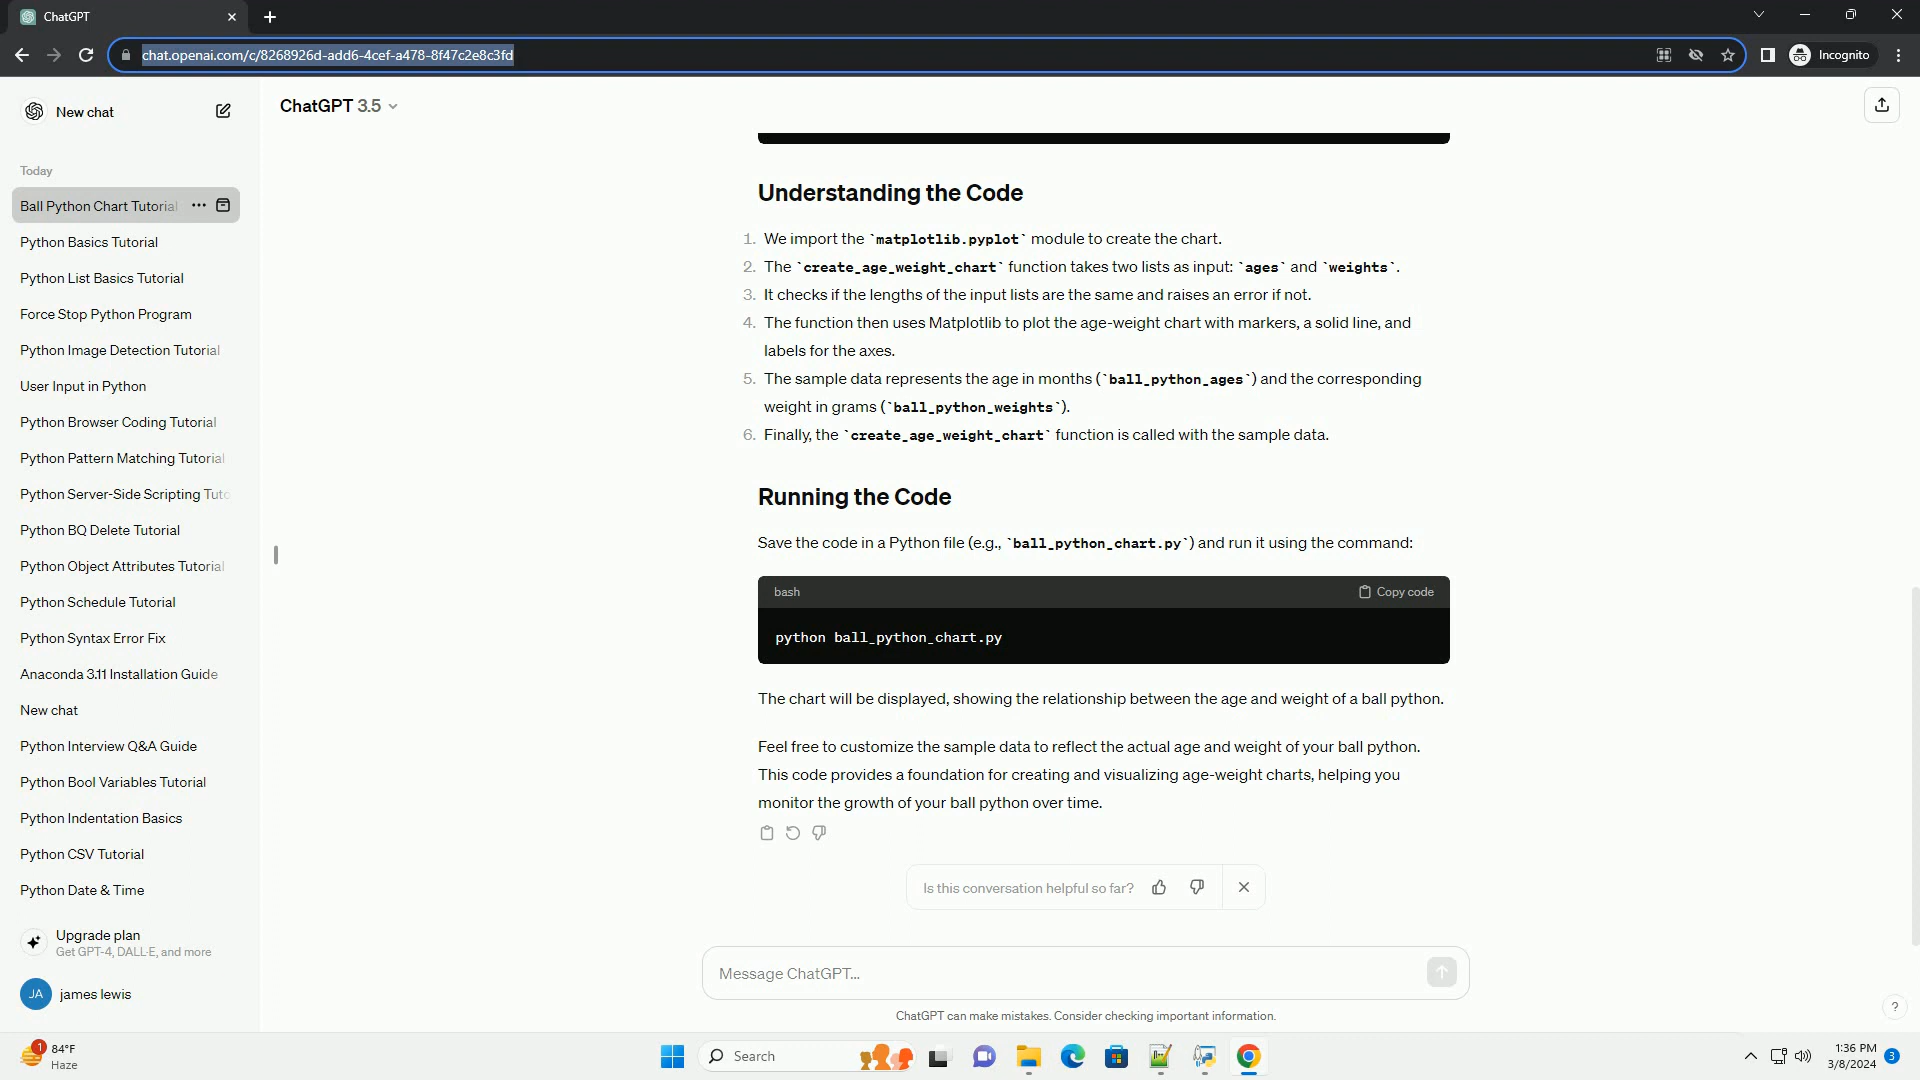 ChatGPT
chat.openai.com/c/8268926d-add6-4cef-a478-8f47c2e8c3fd
Incognito
New chat
ChatGPT 3.5
Today
Ball Python Chart Tutorial
Python Basics Tutorial
Python List Basics Tutorial
Force Stop Python Program
Python Image Detection Tutorial
User Input in Python
Python Browser Coding Tutorial
Python Pattern Matching Tutorial
Python Server-Side Scripting Tuto
Python BQ Delete Tutorial
Python Object Attributes Tutorial
Python Schedule Tutorial
Python Syntax Error Fix
Anaconda 3.11 Installation Guide
New chat
Python Interview Q&A Guide
Python Bool Variables Tutorial
Python Indentation Basics
Python CSV Tutorial
Python Date & Time
Upgrade plan
Get GPT-4, DALL·E, and more
JA james lewis
Understanding the Code
1. We import the `matplotlib.pyplot` module to create the chart.
2. The `create_age_weight_chart` function takes two lists as input: `ages` and `weights`.
3. It checks if the lengths of the input lists are the same and raises an error if not.
4. The function then uses Matplotlib to plot the age-weight chart with markers, a solid line, and
labels for the axes.
5. The sample data represents the age in months (`ball_python_ages`) and the corresponding
weight in grams (`ball_python_weights`).
6. Finally, the `create_age_weight_chart` function is called with the sample data.
Running the Code
Save the code in a Python file (e.g., `ball_python_chart.py`) and run it using the command:
bash Copy code
python ball_python_chart.py
The chart will be displayed, showing the relationship between the age and weight of a ball python.
Feel free to customize the sample data to reflect the actual age and weight of your ball python.
This code provides a foundation for creating and visualizing age-weight charts, helping you
monitor the growth of your ball python over time.
Is this conversation helpful so far?
Message ChatGPT...
ChatGPT can make mistakes. Consider checking important information.
?
1
84°F
Haze
Search
1:36 PM
3/8/2024
3